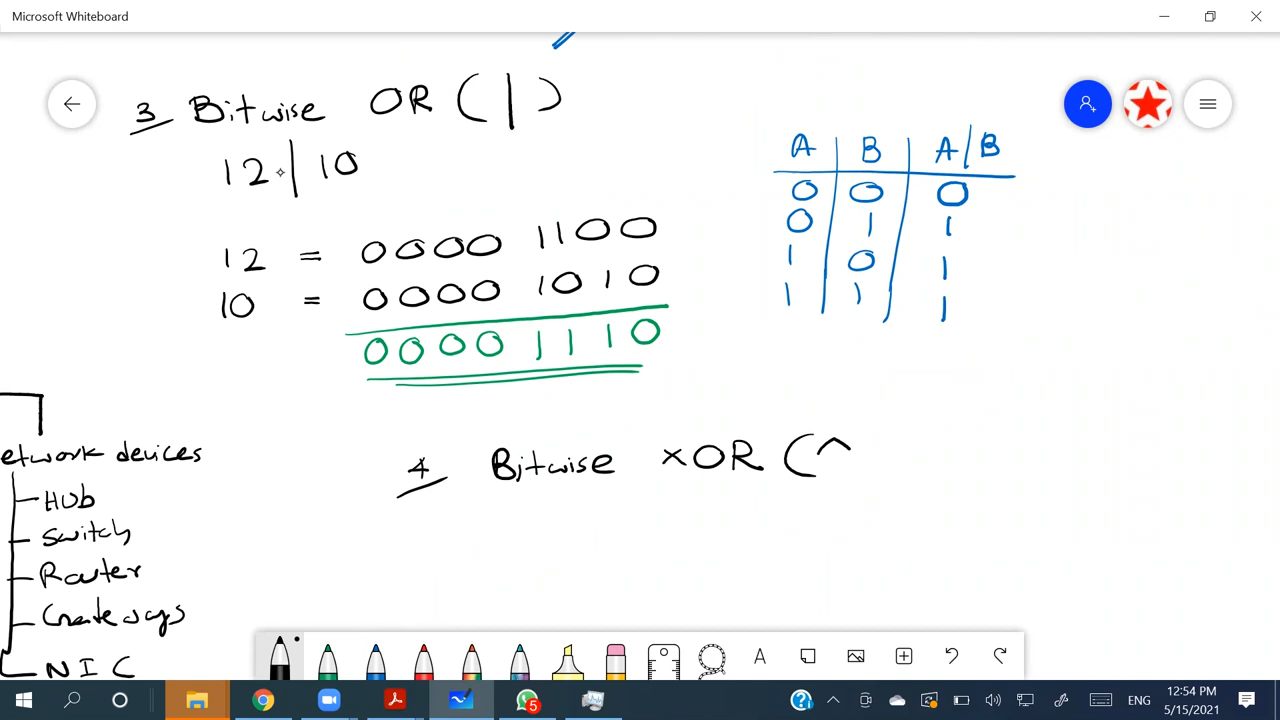 Microsoft Whiteboard
3 Bitwise OR ( | )
12 | 10
12 = 0000 1100
10 = 0000 1010
0000 1110
A B A|B
0 0 0
0 1 1
1 0 1
1 1 1
4 Bitwise XOR (^
etwork devices
HUb
Switch
Router
Gateways
NIC
A
5
ENG
12:54 PM
5/15/2021